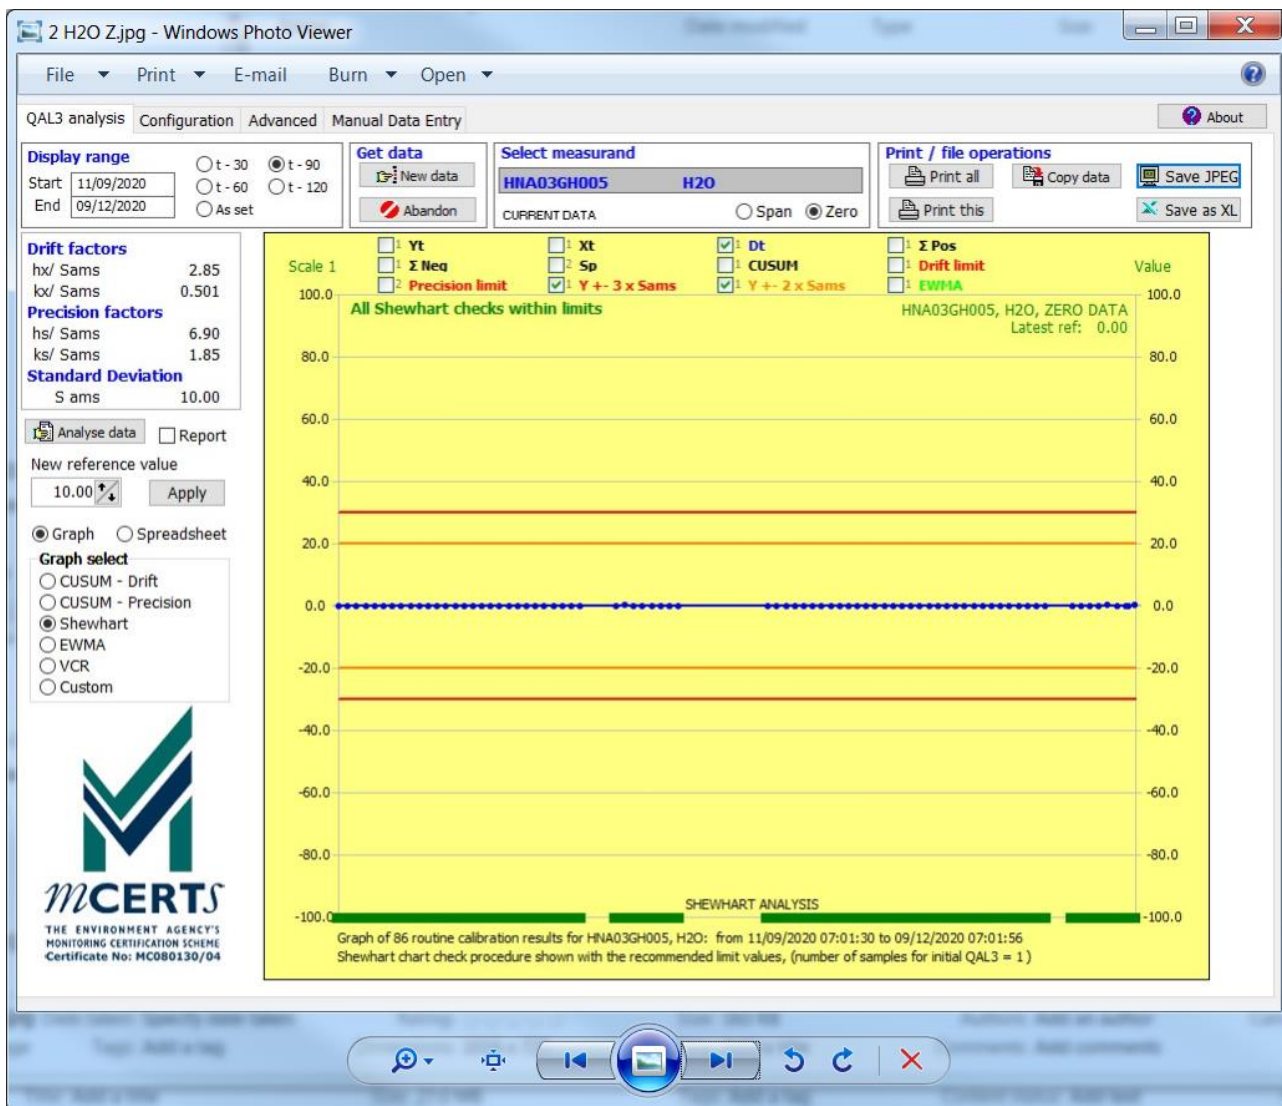 2 H2O Z.jpg - Windows Photo Viewer
File Print E-mail Burn Open
QAL3 analysis Configuration Advanced Manual Data Entry About
Display range
t - 30 t - 90
Start 11/09/2020 t - 60 t - 120
End 09/12/2020 As set
Get data
New data
Abandon
Select measurand
HNA03GH005 H2O
CURRENT DATA Span Zero
Print / file operations
Print all Copy data Save JPEG
Print this Save as XL
Drift factors
hx/ Sams 2.85
kx/ Sams 0.501
Precision factors
hs/ Sams 6.90
ks/ Sams 1.85
Standard Deviation
S ams 10.00
Analyse data Report
New reference value
10.00 Apply
Graph Spreadsheet
Graph select
CUSUM - Drift
CUSUM - Precision
Shewhart
EWMA
VCR
Custom
mCERTS
THE ENVIRONMENT AGENCY'S
MONITORING CERTIFICATION SCHEME
Certificate No: MC080130/04
1 Yt 1 Xt 1 Dt 1 Σ Pos
Scale 1 1 Σ Neg 2 Sp 1 CUSUM 1 Drift limit Value
2 Precision limit 1 Y +- 3 x Sams 1 Y +- 2 x Sams 1 EWMA
100.0 100.0
All Shewhart checks within limits HNA03GH005, H2O, ZERO DATA
Latest ref: 0.00
80.0 80.0
60.0 60.0
40.0 40.0
20.0 20.0
0.0 0.0
-20.0 -20.0
-40.0 -40.0
-60.0 -60.0
-80.0 -80.0
SHEWHART ANALYSIS
-100.0 -100.0
Graph of 86 routine calibration results for HNA03GH005, H2O: from 11/09/2020 07:01:30 to 09/12/2020 07:01:56
Shewhart chart check procedure shown with the recommended limit values, (number of samples for initial QAL3 = 1 )